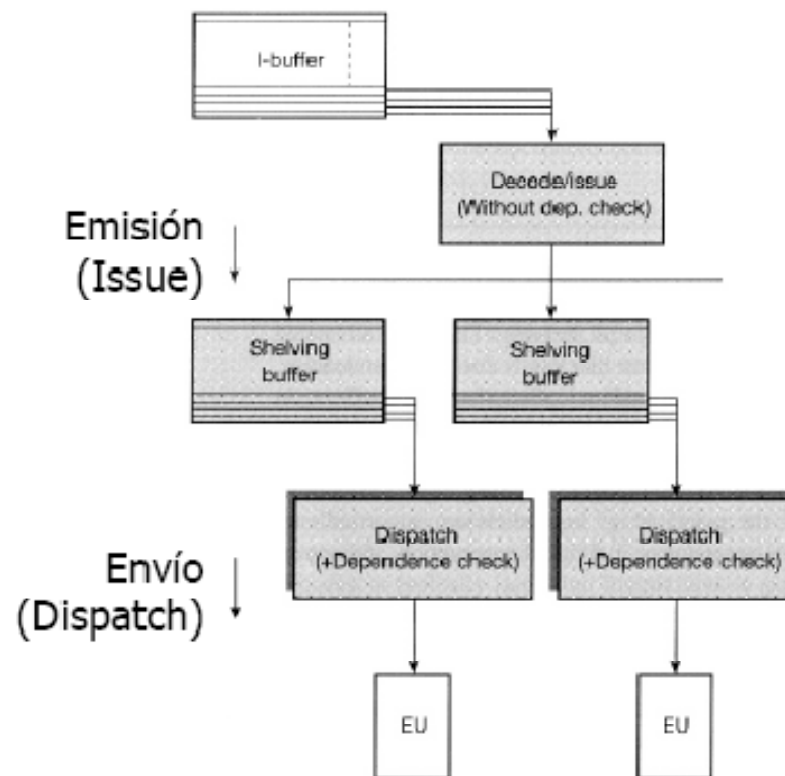 I-buffer
Decode/issue
(Without dep. check)
Emisión
(Issue)
Shelving
buffer
Shelving
buffer
Dispatch
(+Dependence check)
Dispatch
(+Dependence check)
Envío
(Dispatch)
EU
EU